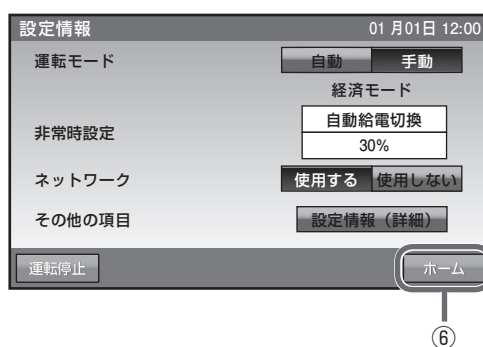 設定情報 01月01日 12:00
運転モード 自動 手動
経済モード
非常時設定 自動給電切換
30%
ネットワーク 使用する 使用しない
その他の項目 設定情報（詳細）
運転停止 ホーム
⑥